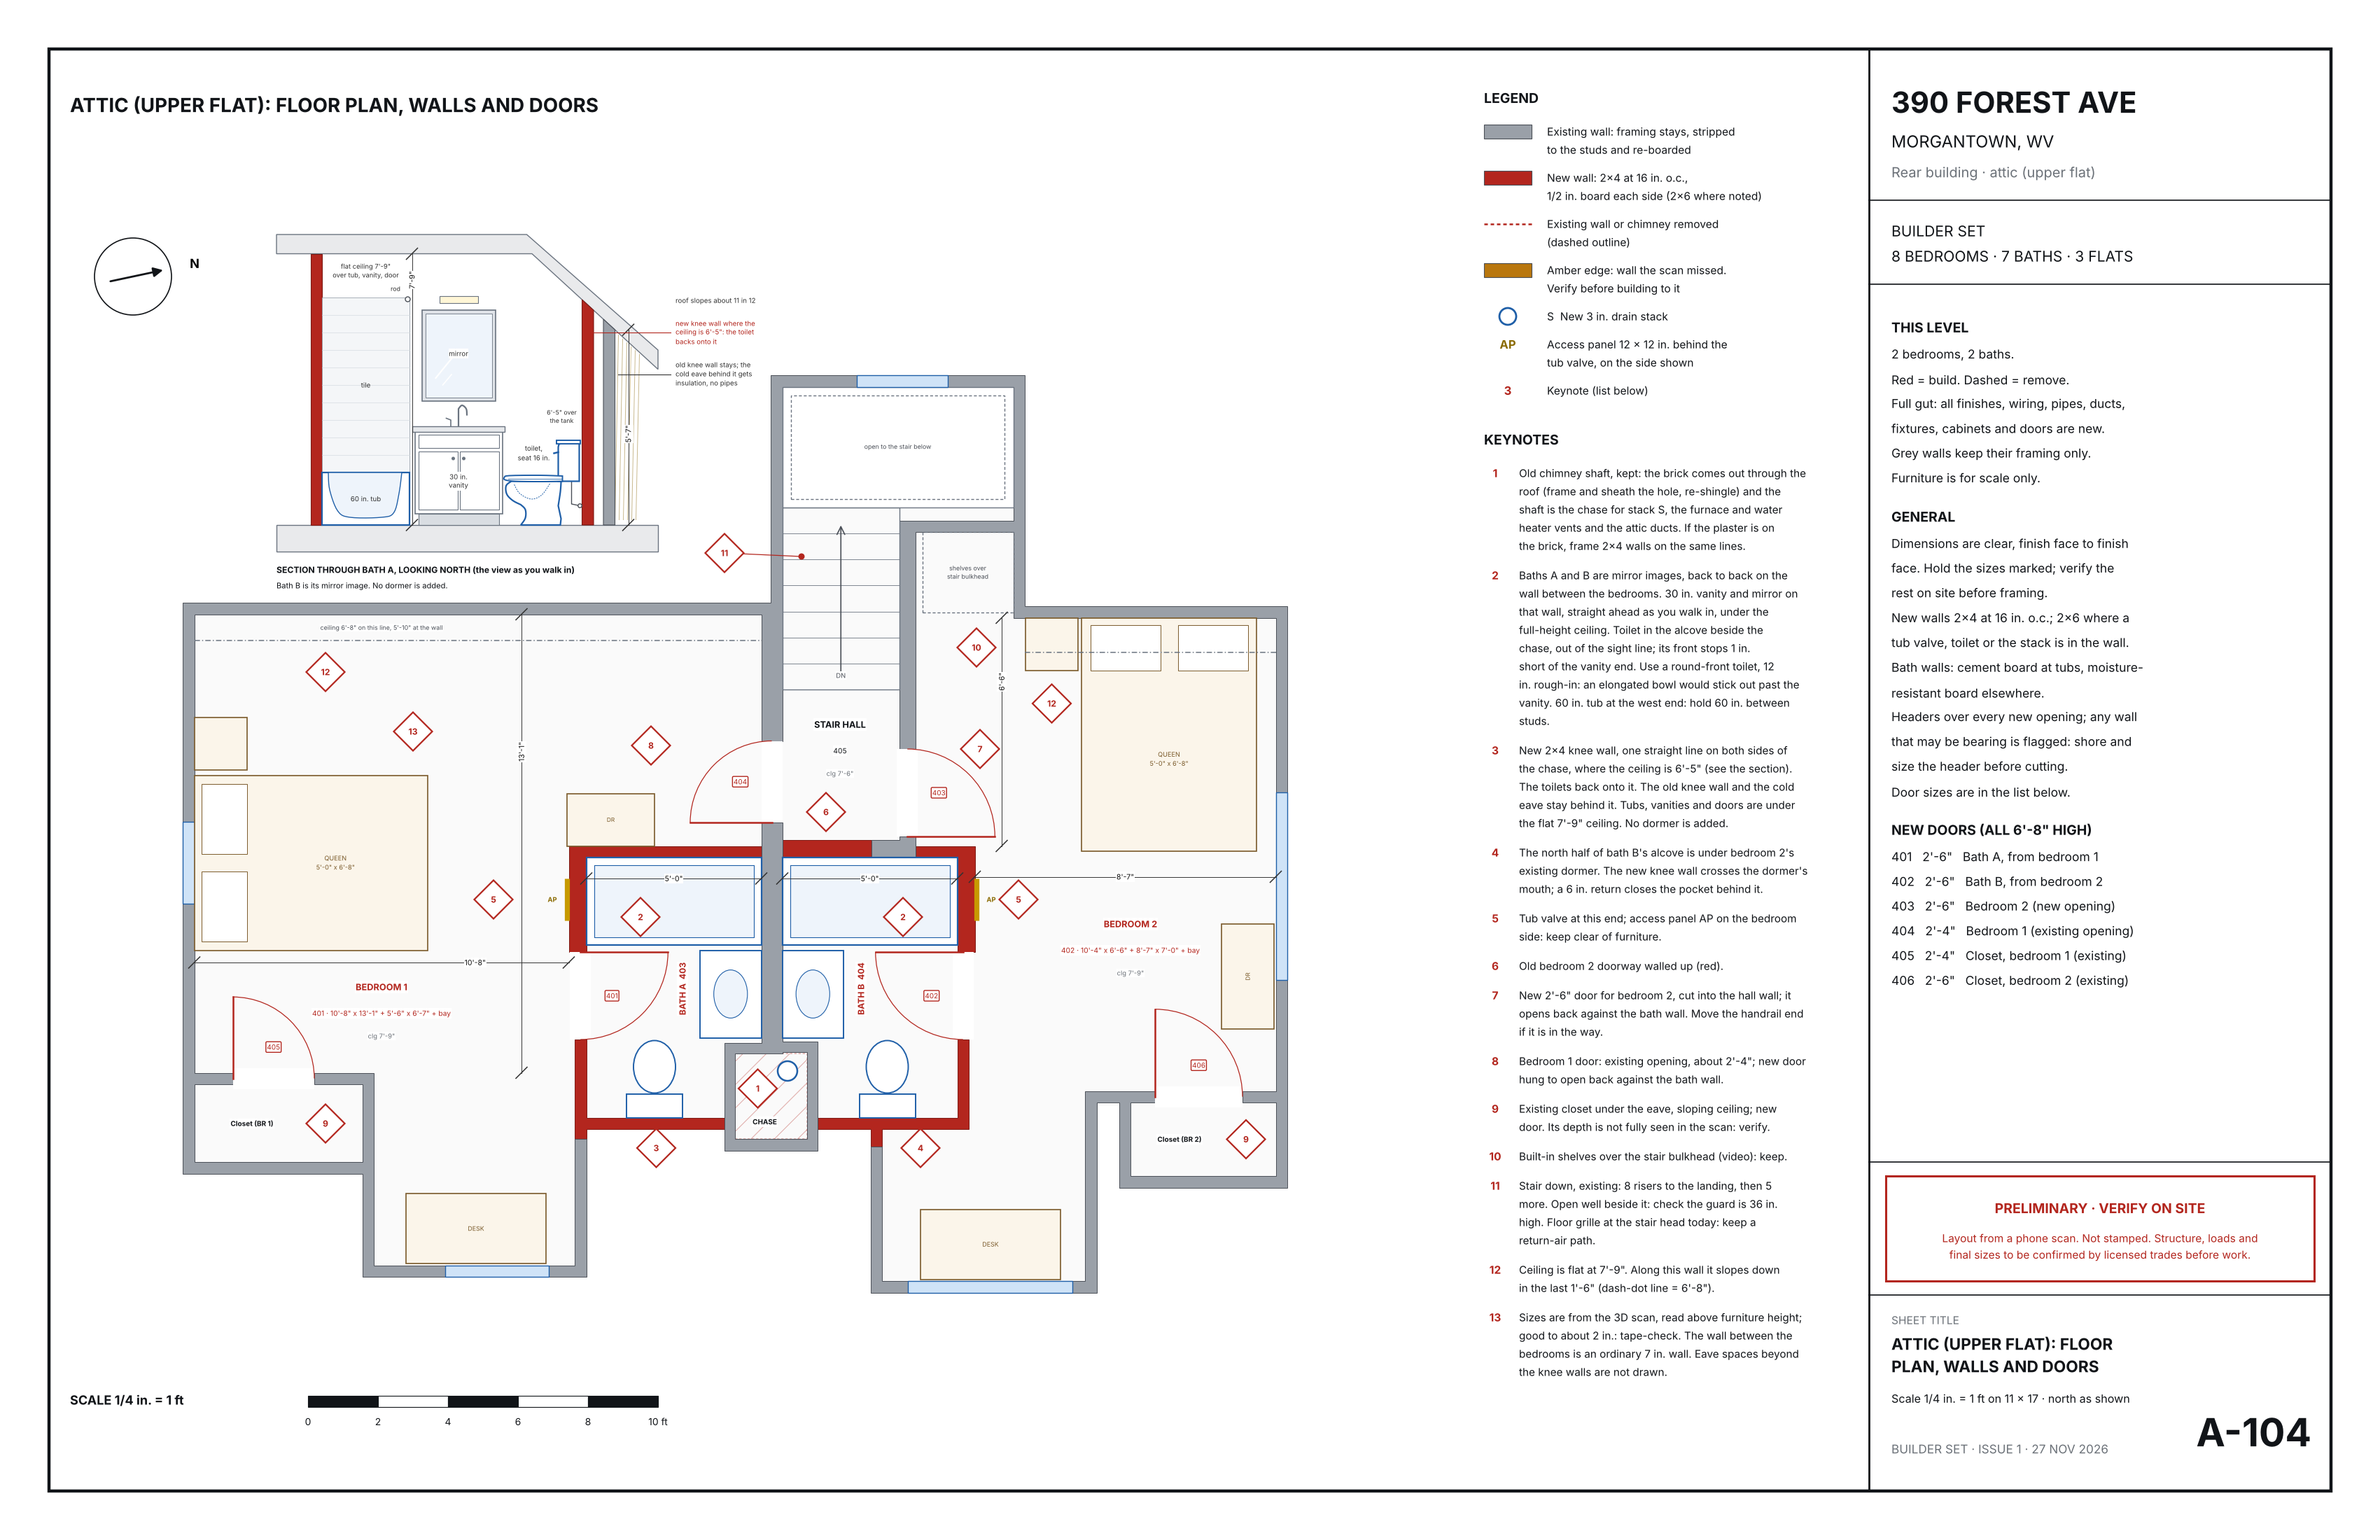 ATTIC (UPPER FLAT): FLOOR PLAN, WALLS AND DOORS
N
flat ceiling 7'-9"
over tub, vanity, door
rod
7'-9"
mirror
tile
60 in. tub
30 in.
vanity
toilet,
seat 16 in.
6'-5" over
the tank
5'-7"
roof slopes about 11 in 12
new knee wall where the
ceiling is 6'-5": the toilet
backs onto it
old knee wall stays; the
cold eave behind it gets
insulation, no pipes
SECTION THROUGH BATH A, LOOKING NORTH (the view as you walk in)
Bath B is its mirror image. No dormer is added.
open to the stair below
11
shelves over
stair bulkhead
DN
STAIR HALL
405
clg 7'-6"
6
ceiling 6'-8" on this line, 5'-10" at the wall
12
13
8
13'-1"
404
403
10
7
6'-6"
12
QUEEN
5'-0" x 6'-8"
DR
QUEEN
5'-0" x 6'-8"
5
AP
5'-0"
5'-0"
2
2
AP
5
8'-7"
BEDROOM 2
402 · 10'-4" x 6'-6" + 8'-7" x 7'-0" + bay
clg 7'-9"
DR
10'-8"
BEDROOM 1
401 · 10'-8" x 13'-1" + 5'-6" x 6'-7" + bay
clg 7'-9"
401
BATH A 403
BATH B 404
402
405
406
1
CHASE
Closet (BR 1)
9
3
4
Closet (BR 2)
9
DESK
DESK
SCALE 1/4 in. = 1 ft
0
2
4
6
8
10 ft
LEGEND
Existing wall: framing stays, stripped
to the studs and re-boarded
New wall: 2×4 at 16 in. o.c.,
1/2 in. board each side (2×6 where noted)
Existing wall or chimney removed
(dashed outline)
Amber edge: wall the scan missed.
Verify before building to it
S New 3 in. drain stack
AP Access panel 12 × 12 in. behind the
tub valve, on the side shown
3 Keynote (list below)
KEYNOTES
1 Old chimney shaft, kept: the brick comes out through the
roof (frame and sheath the hole, re-shingle) and the
shaft is the chase for stack S, the furnace and water
heater vents and the attic ducts. If the plaster is on
the brick, frame 2×4 walls on the same lines.
2 Baths A and B are mirror images, back to back on the
wall between the bedrooms. 30 in. vanity and mirror on
that wall, straight ahead as you walk in, under the
full-height ceiling. Toilet in the alcove beside the
chase, out of the sight line; its front stops 1 in.
short of the vanity end. Use a round-front toilet, 12
in. rough-in: an elongated bowl would stick out past the
vanity. 60 in. tub at the west end: hold 60 in. between
studs.
3 New 2×4 knee wall, one straight line on both sides of
the chase, where the ceiling is 6'-5" (see the section).
The toilets back onto it. The old knee wall and the cold
eave stay behind it. Tubs, vanities and doors are under
the flat 7'-9" ceiling. No dormer is added.
4 The north half of bath B's alcove is under bedroom 2's
existing dormer. The new knee wall crosses the dormer's
mouth; a 6 in. return closes the pocket behind it.
5 Tub valve at this end; access panel AP on the bedroom
side: keep clear of furniture.
6 Old bedroom 2 doorway walled up (red).
7 New 2'-6" door for bedroom 2, cut into the hall wall; it
opens back against the bath wall. Move the handrail end
if it is in the way.
8 Bedroom 1 door: existing opening, about 2'-4"; new door
hung to open back against the bath wall.
9 Existing closet under the eave, sloping ceiling; new
door. Its depth is not fully seen in the scan: verify.
10 Built-in shelves over the stair bulkhead (video): keep.
11 Stair down, existing: 8 risers to the landing, then 5
more. Open well beside it: check the guard is 36 in.
high. Floor grille at the stair head today: keep a
return-air path.
12 Ceiling is flat at 7'-9". Along this wall it slopes down
in the last 1'-6" (dash-dot line = 6'-8").
13 Sizes are from the 3D scan, read above furniture height;
good to about 2 in.: tape-check. The wall between the
bedrooms is an ordinary 7 in. wall. Eave spaces beyond
the knee walls are not drawn.
390 FOREST AVE
MORGANTOWN, WV
Rear building · attic (upper flat)
BUILDER SET
8 BEDROOMS · 7 BATHS · 3 FLATS
THIS LEVEL
2 bedrooms, 2 baths.
Red = build. Dashed = remove.
Full gut: all finishes, wiring, pipes, ducts,
fixtures, cabinets and doors are new.
Grey walls keep their framing only.
Furniture is for scale only.
GENERAL
Dimensions are clear, finish face to finish
face. Hold the sizes marked; verify the
rest on site before framing.
New walls 2×4 at 16 in. o.c.; 2×6 where a
tub valve, toilet or the stack is in the wall.
Bath walls: cement board at tubs, moisture-
resistant board elsewhere.
Headers over every new opening; any wall
that may be bearing is flagged: shore and
size the header before cutting.
Door sizes are in the list below.
NEW DOORS (ALL 6'-8" HIGH)
401 2'-6" Bath A, from bedroom 1
402 2'-6" Bath B, from bedroom 2
403 2'-6" Bedroom 2 (new opening)
404 2'-4" Bedroom 1 (existing opening)
405 2'-4" Closet, bedroom 1 (existing)
406 2'-6" Closet, bedroom 2 (existing)
PRELIMINARY · VERIFY ON SITE
Layout from a phone scan. Not stamped. Structure, loads and
final sizes to be confirmed by licensed trades before work.
SHEET TITLE
ATTIC (UPPER FLAT): FLOOR
PLAN, WALLS AND DOORS
Scale 1/4 in. = 1 ft on 11 × 17 · north as shown
BUILDER SET · ISSUE 1 · 27 NOV 2026
A-104